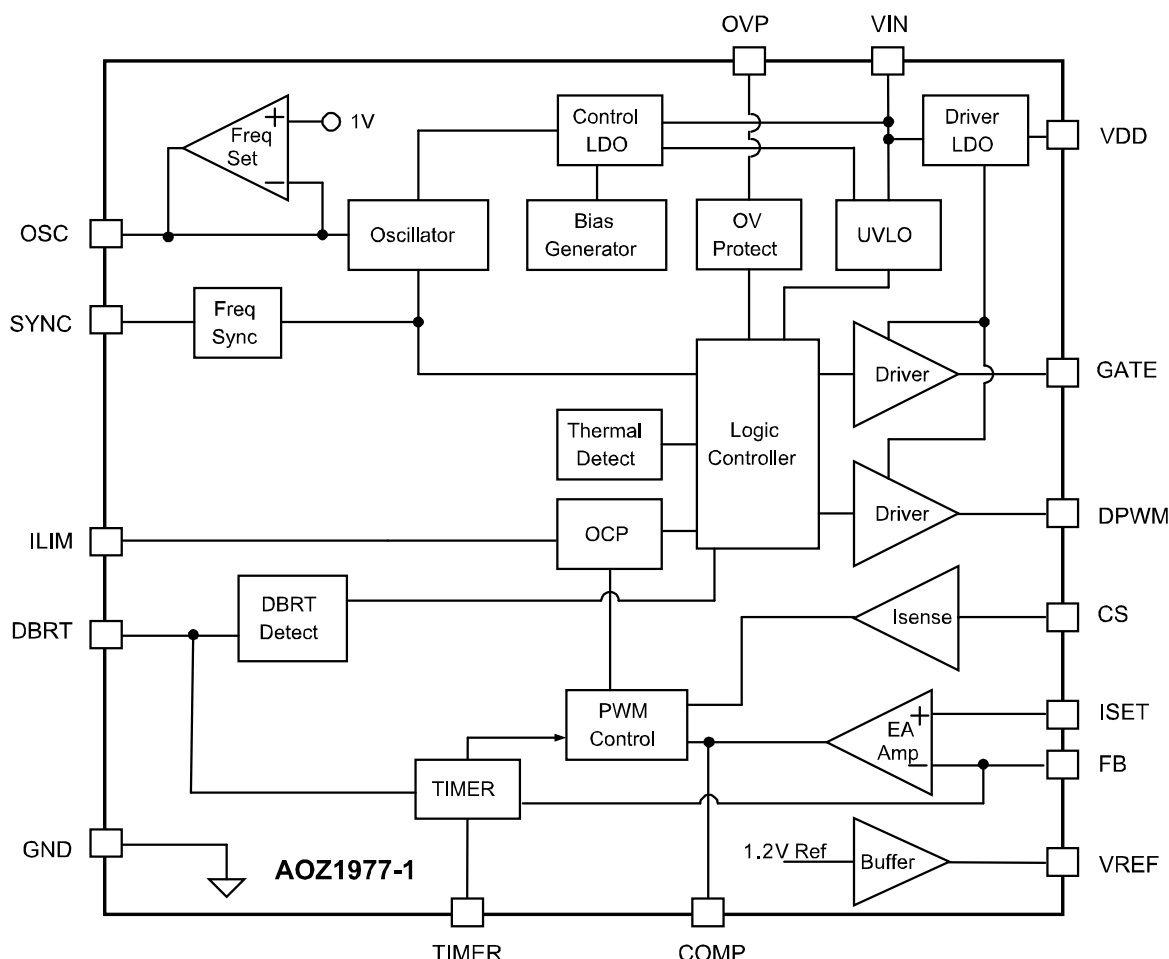 OVP
VIN
Freq
Set
+
−
1V
Control
LDO
Driver
LDO
VDD
OSC
Oscillator
Bias
Generator
OV
Protect
UVLO
SYNC
Freq
Sync
Driver
GATE
Thermal
Detect
Logic
Controller
ILIM
OCP
Driver
DPWM
DBRT
DBRT
Detect
Isense
CS
PWM
Control
EA
Amp
+
−
ISET
FB
TIMER
GND
AOZ1977-1
1.2V Ref
Buffer
VREF
TIMER
COMP